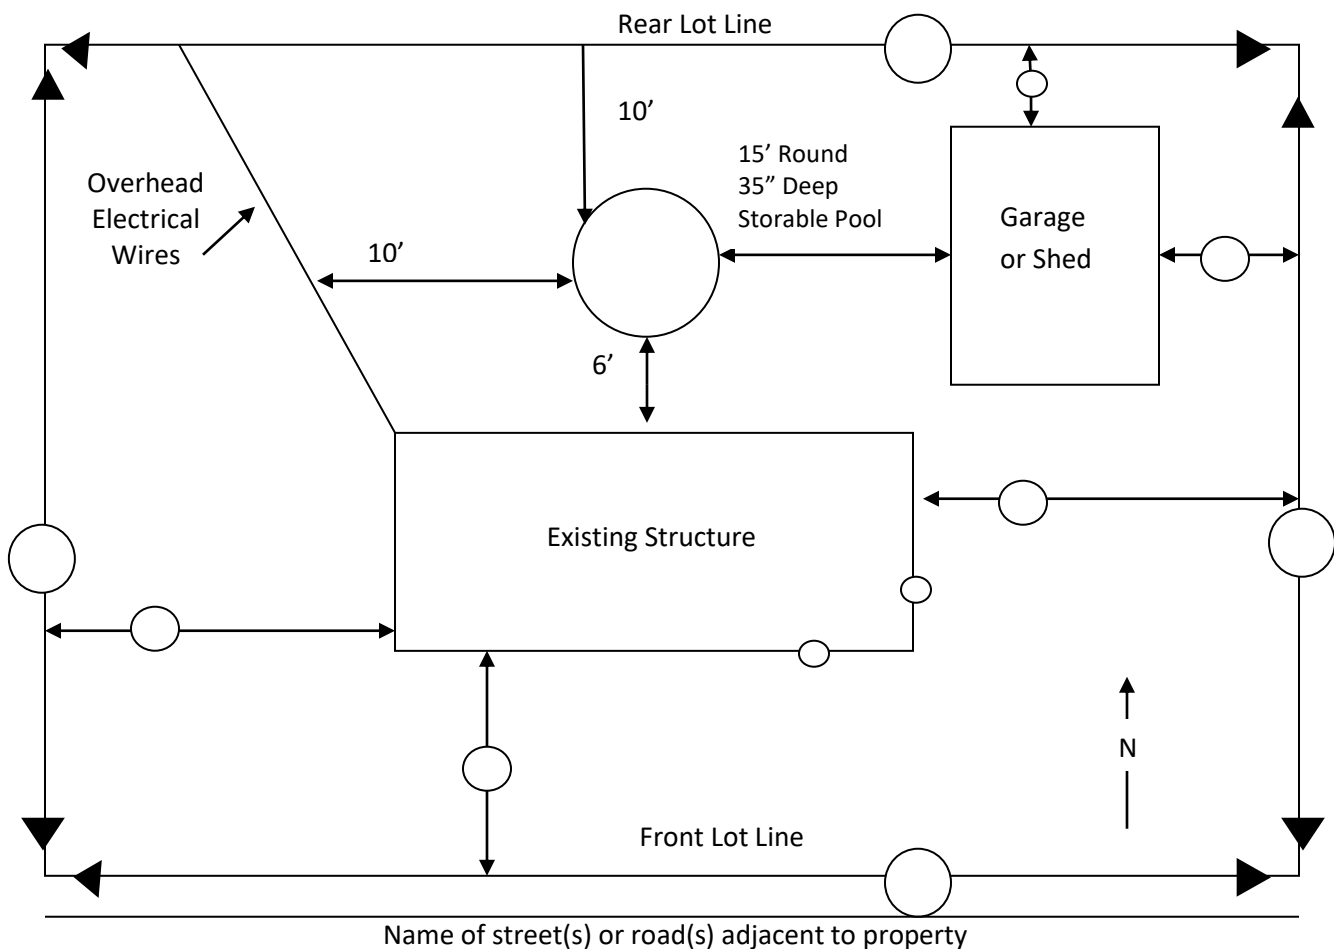 Rear Lot Line
10’
15’ Round
35” Deep
Storable Pool
Overhead
Electrical
Wires
Garage
or Shed
10’
6’
Existing Structure
N
Front Lot Line
Name of street(s) or road(s) adjacent to property